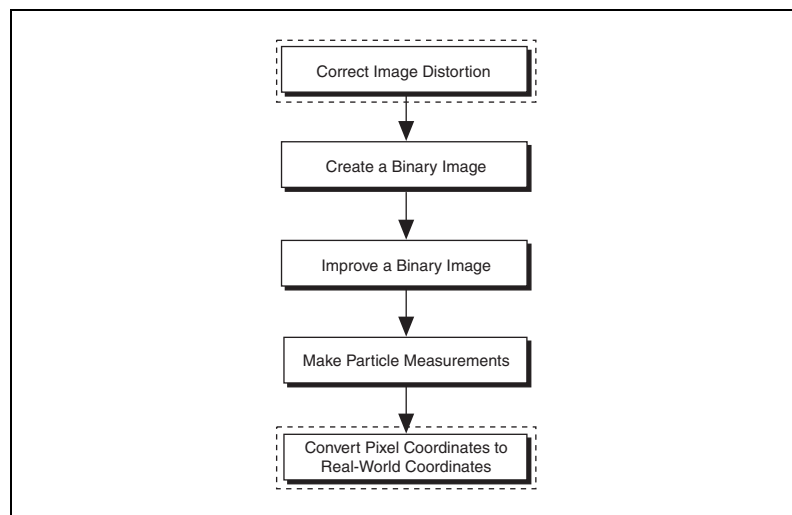 Correct Image Distortion
Create a Binary Image
Improve a Binary Image
Make Particle Measurements
Convert Pixel Coordinates to
Real-World Coordinates